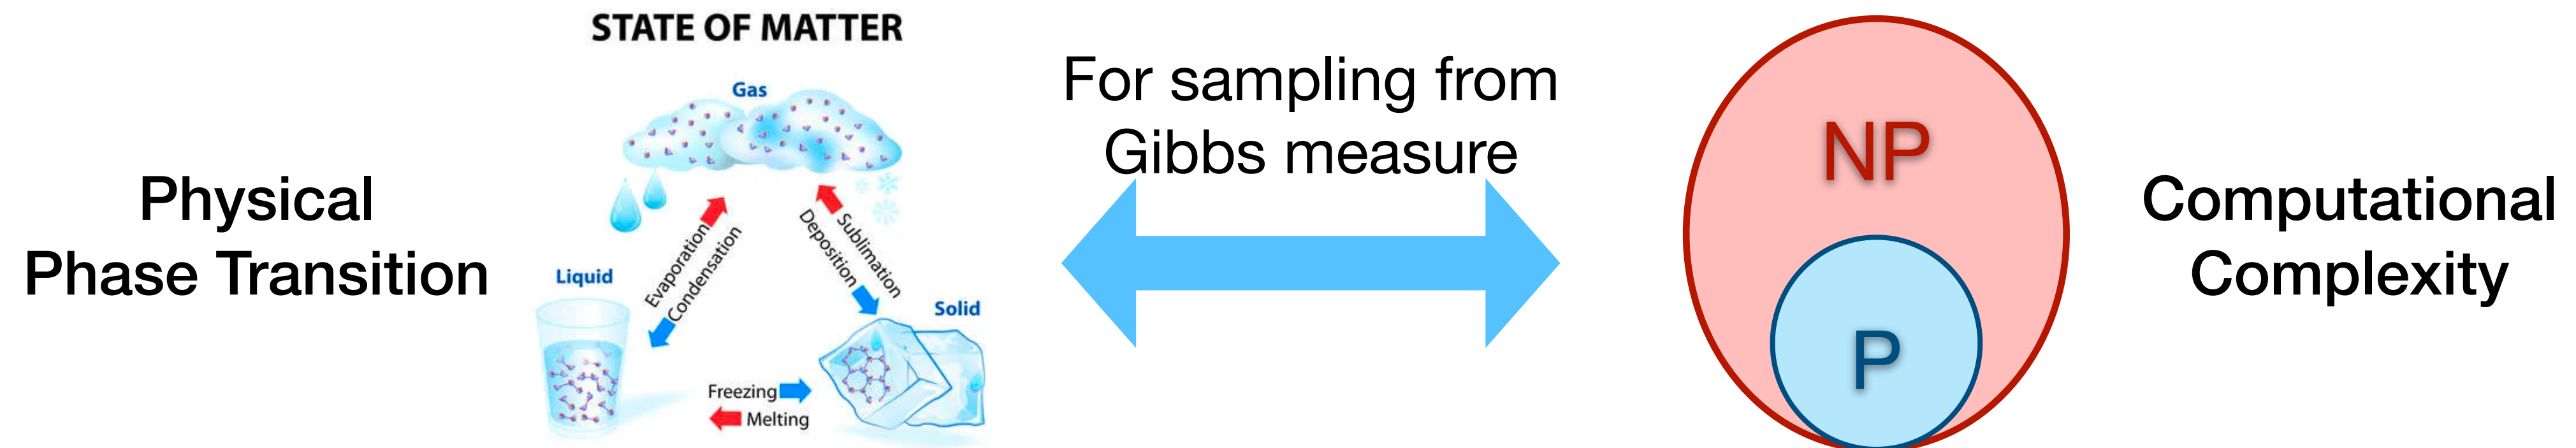 Physical
Phase Transition
STATE OF MATTER
Gas
Evaporation
Condensation
Sublimation
Deposition
Liquid
Solid
Freezing
Melting
For sampling from
Gibbs measure
NP
P
Computational
Complexity